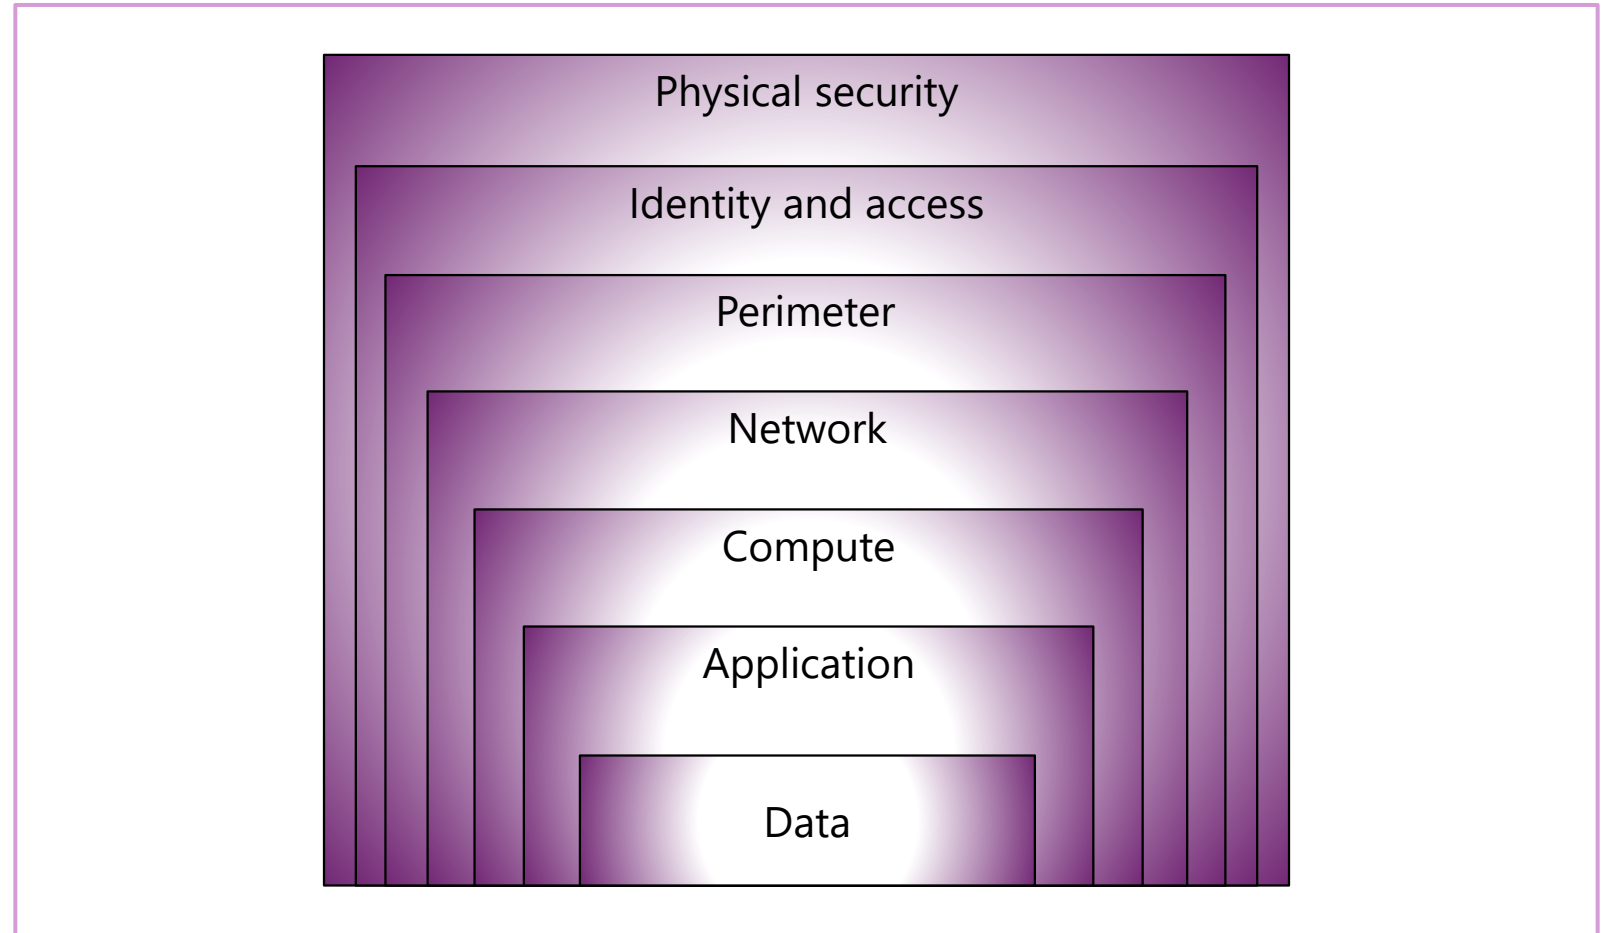 Physical security
Identity and access
Perimeter
Network
Compute
Application
Data